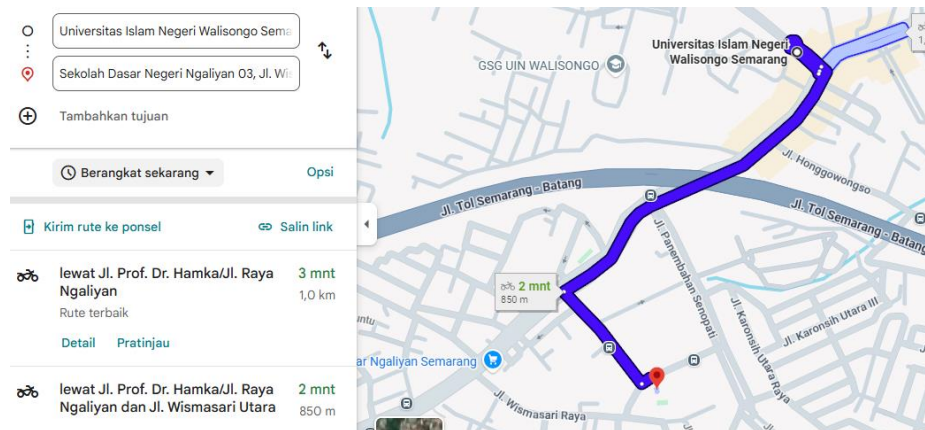 Universitas Islam Negeri Walisongo Sema
Sekolah Dasar Negeri Ngaliyan 03, Jl. Wi
Tambahkan tujuan
Berangkat sekarang
Opsi
Kirim rute ke ponsel
Salin link
lewat Jl. Prof. Dr. Hamka/Jl. Raya
Ngaliyan
3 mnt
1,0 km
Rute terbaik
Detail
Pratinjau
lewat Jl. Prof. Dr. Hamka/Jl. Raya
Ngaliyan dan Jl. Wismasari Utara
2 mnt
850 m
Universitas Islam Negeri
Walisongo Semarang
GSG UIN WALISONGO
Jl. Honggowongso
Jl. Tol Semarang - Batang
Jl. Tol Semarang - Batang
Jl. Panembahan Senopati
2 mnt
850 m
Jl. Karonsih Utara III
Jl. Karonsih Utara Raya
ar Ngaliyan Semarang
Jl. Wismasari Raya